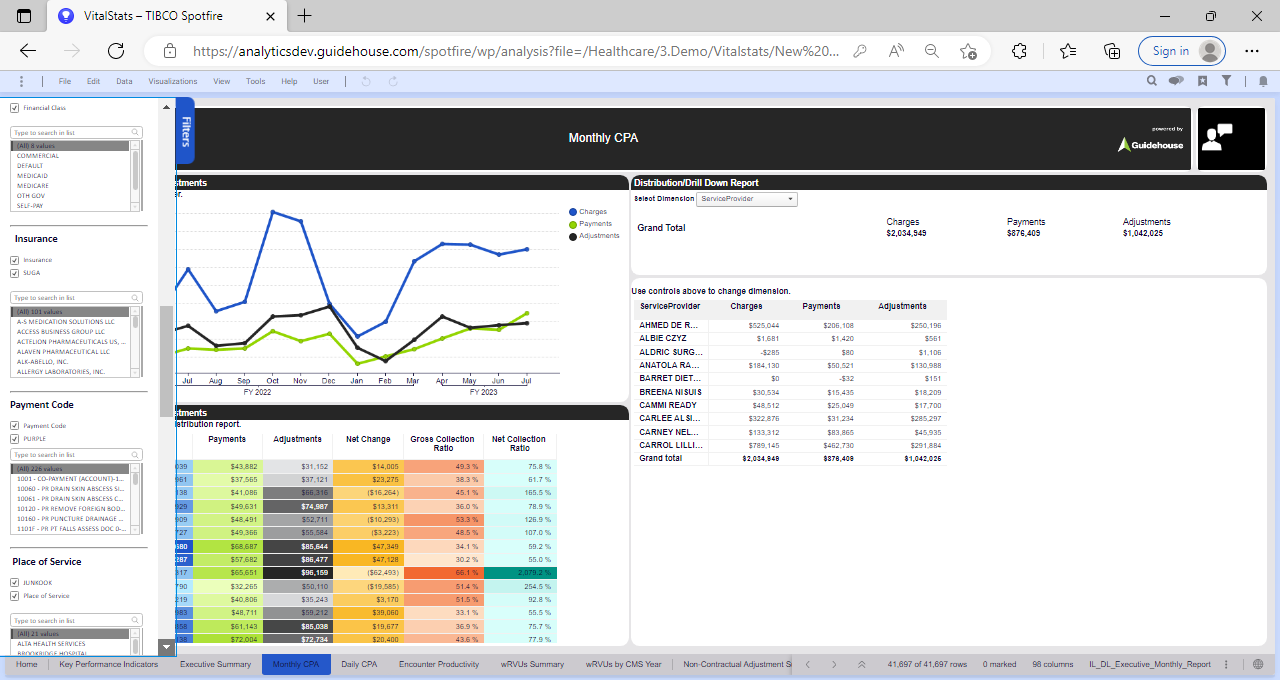 VitalStats – TIBCO Spotfire
https://analyticsdev.guidehouse.com/spotfire/wp/analysis?file=/Healthcare/3.Demo/Vitalstats/New%20...
Sign in
File Edit Data Visualizations View Tools Help User
Financial Class
Type to search in list
(All) 8 values
COMMERCIAL
DEFAULT
MEDICAID
MEDICARE
OTH GOV
SELF-PAY
Insurance
Insurance
SUGA
Type to search in list
(All) 101 values
A-S MEDICATION SOLUTIONS LLC
ACCESS BUSINESS GROUP LLC
ACTELION PHARMACEUTICALS US, ...
ALAVEN PHARMACEUTICAL LLC
ALK-ABELLO, INC.
ALLERGY LABORATORIES, INC.
Payment Code
Payment Code
PURPLE
Type to search in list
(All) 226 values
1001 - CO-PAYMENT (ACCOUNT)-1...
10060 - PR DRAIN SKIN ABSCESS SI...
10061 - PR DRAIN SKIN ABSCESS C...
10120 - PR REMOVE FOREIGN BOD...
10160 - PR PUNCTURE DRAINAGE ...
1101F - PR PT FALLS ASSESS DOC 0-...
Place of Service
JUNKOOK
Place of Service
Type to search in list
(All) 21 values
ALTA HEALTH SERVICES
BROOKRIDGE HOSPITAL
Filters
Monthly CPA
powered by
Guidehouse
stments
er.
Charges
Payments
Adjustments
Jul Aug Sep Oct Nov Dec Jan Feb Mar Apr May Jun Jul
FY 2022 FY 2023
stments
istribution report.
Payments Adjustments Net Change Gross Collection Ratio Net Collection Ratio
039 $43,882 $31,152 $14,005 49.3 % 75.8 %
961 $37,565 $37,121 $23,275 38.3 % 61.7 %
138 $41,086 $66,316 ($16,264) 45.1 % 165.5 %
929 $49,631 $74,987 $13,311 36.0 % 78.9 %
909 $48,491 $52,711 ($10,293) 53.3 % 126.9 %
727 $49,366 $55,584 ($3,223) 48.5 % 107.0 %
680 $68,687 $85,644 $47,349 34.1 % 59.2 %
287 $57,682 $86,477 $47,128 30.2 % 55.0 %
317 $65,651 $96,159 ($62,493) 66.1 % 2,079.2 %
790 $32,265 $50,110 ($19,585) 51.4 % 254.5 %
219 $40,806 $35,243 $3,170 51.5 % 92.8 %
983 $48,711 $59,212 $39,060 33.1 % 55.5 %
858 $61,143 $85,038 $19,677 36.9 % 75.7 %
138 $72,004 $72,734 $20,400 43.6 % 77.9 %
Distribution/Drill Down Report
Select Dimension ServiceProvider
Charges Payments Adjustments
Grand Total $2,034,949 $876,409 $1,042,025
Use controls above to change dimension.
ServiceProvider Charges Payments Adjustments
AHMED DE R... $525,044 $206,108 $250,196
ALBIE CZYZ $1,681 $1,420 $561
ALDRIC SURG... -$285 $80 $1,106
ANATOLA RA... $184,130 $50,521 $130,988
BARRET DIET... $0 -$32 $151
BREENA NISUIS $30,534 $15,435 $18,209
CAMMI READY $48,512 $25,049 $17,700
CARLEE AL SI... $322,876 $31,234 $285,297
CARNEY NEL... $133,312 $83,865 $45,935
CARROL LILLI... $789,145 $462,730 $291,884
Grand total $2,034,949 $876,409 $1,042,025
Home Key Performance Indicators Executive Summary Monthly CPA Daily CPA Encounter Productivity wRVUs Summary wRVUs by CMS Year Non-Contractual Adjustment S
41,697 of 41,697 rows 0 marked 98 columns IL_DL_Executive_Monthly_Report